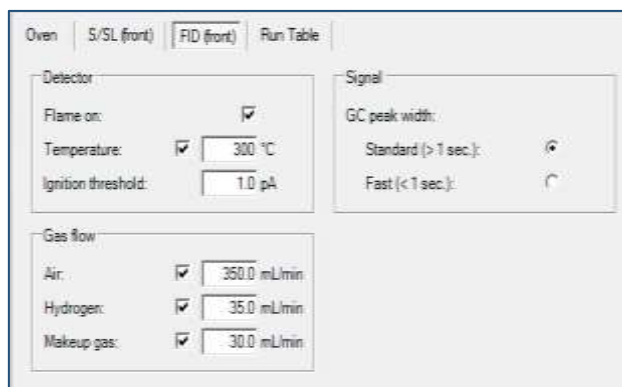 Oven S/SL (front) FID (front) Run Table
Detector
Flame on:
Temperature: 300 °C
Ignition threshold: 1.0 pA
Signal
GC peak width:
Standard (> 1 sec.):
Fast (< 1 sec.):
Gas flow
Air: 350.0 mL/min
Hydrogen: 35.0 mL/min
Makeup gas: 30.0 mL/min